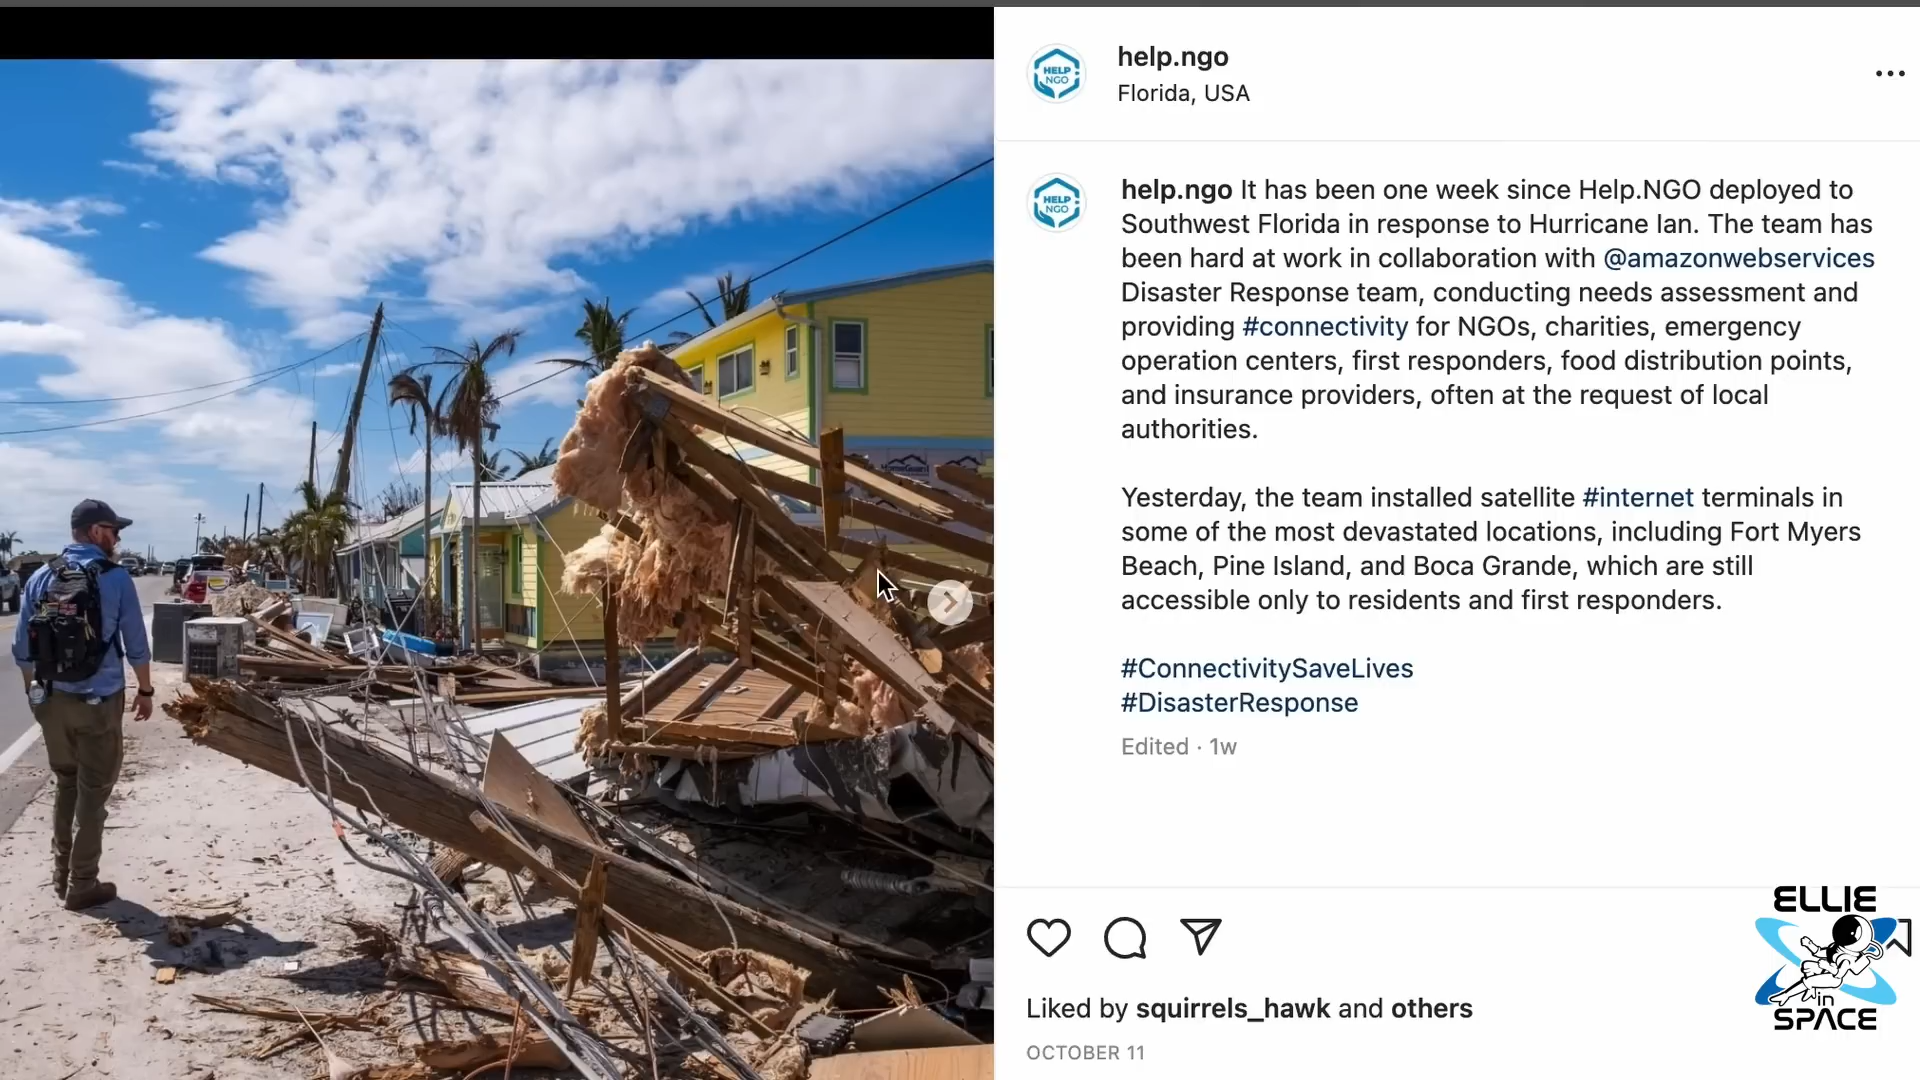 help.ngo
Florida, USA
HELP
NGO
help.ngo It has been one week since Help.NGO deployed to
Southwest Florida in response to Hurricane Ian. The team has
been hard at work in collaboration with @amazonwebservices
Disaster Response team, conducting needs assessment and
providing #connectivity for NGOs, charities, emergency
operation centers, first responders, food distribution points,
and insurance providers, often at the request of local
authorities.
Yesterday, the team installed satellite #internet terminals in
some of the most devastated locations, including Fort Myers
Beach, Pine Island, and Boca Grande, which are still
accessible only to residents and first responders.
#ConnectivitySaveLives
#DisasterResponse
Edited · 1w
HELP
NGO
Liked by squirrels_hawk and others
OCTOBER 11
ELLIE
in
SPACE